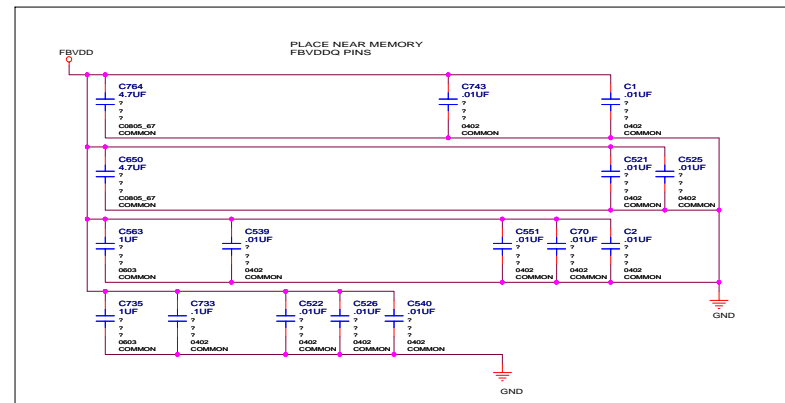 PLACE NEAR MEMORY
FBVDDQ PINS
FBVDD
C764
4.7UF
?
?
?
C0805_67
COMMON
C743
.01UF
?
?
?
0402
COMMON
C1
.01UF
?
?
?
0402
COMMON
C650
4.7UF
?
?
?
C0805_67
COMMON
C521
.01UF
?
?
?
0402
COMMON
C525
.01UF
?
?
?
0402
COMMON
C563
1UF
?
?
?
0603
COMMON
C539
.01UF
?
?
?
0402
COMMON
C551
.01UF
?
?
?
0402
COMMON
C70
.01UF
?
?
?
0402
COMMON
C2
.01UF
?
?
?
0402
COMMON
C735
1UF
?
?
?
0603
COMMON
C733
.1UF
?
?
?
0402
COMMON
C522
.01UF
?
?
?
0402
COMMON
C526
.01UF
?
?
?
0402
COMMON
C540
.01UF
?
?
?
0402
COMMON
GND
GND